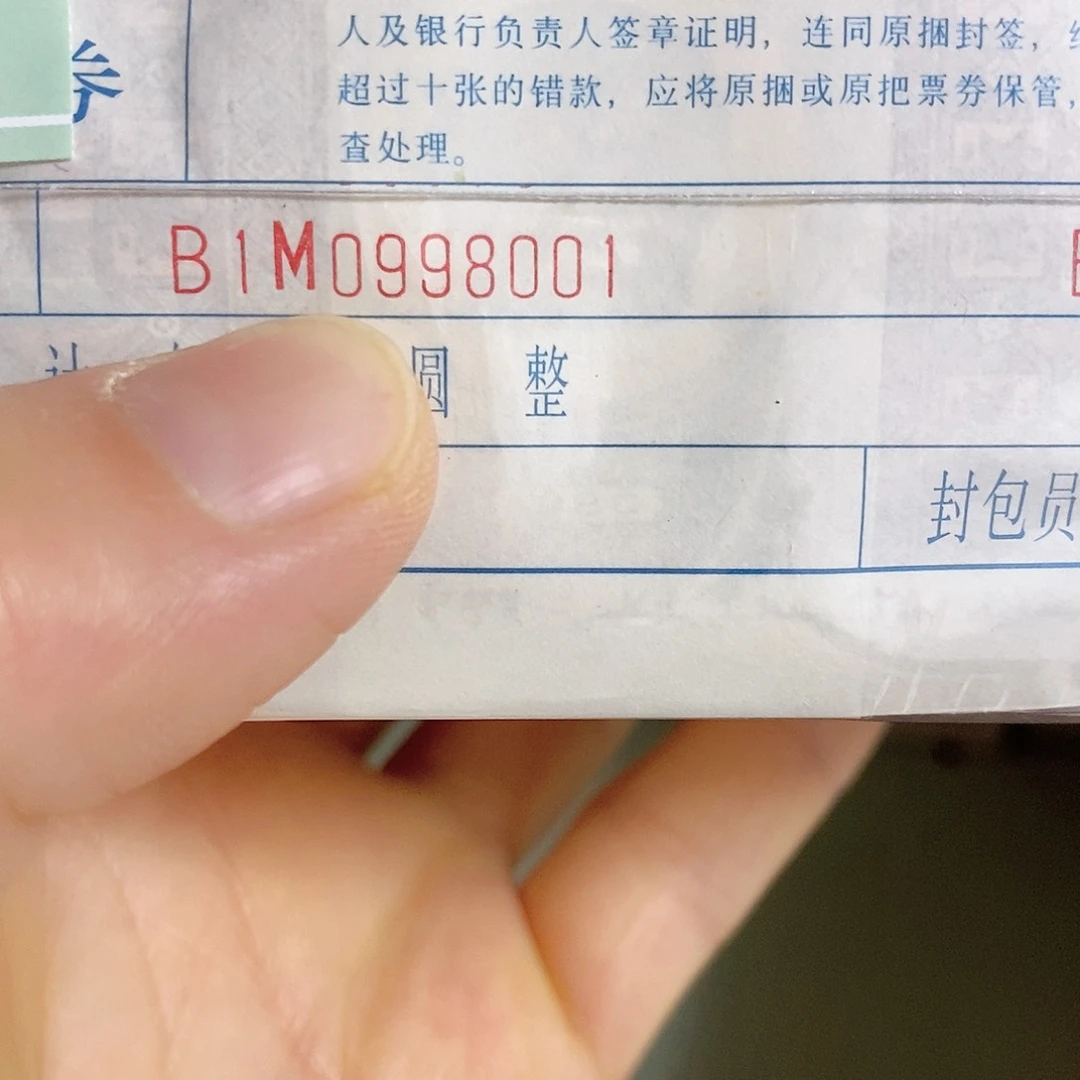 券
人及银行负责人签章证明，连同原捆封签，
超过十张的错款，应将原捆或原把票券保管，
查处理。
B1M0998001
圆 整
封包员